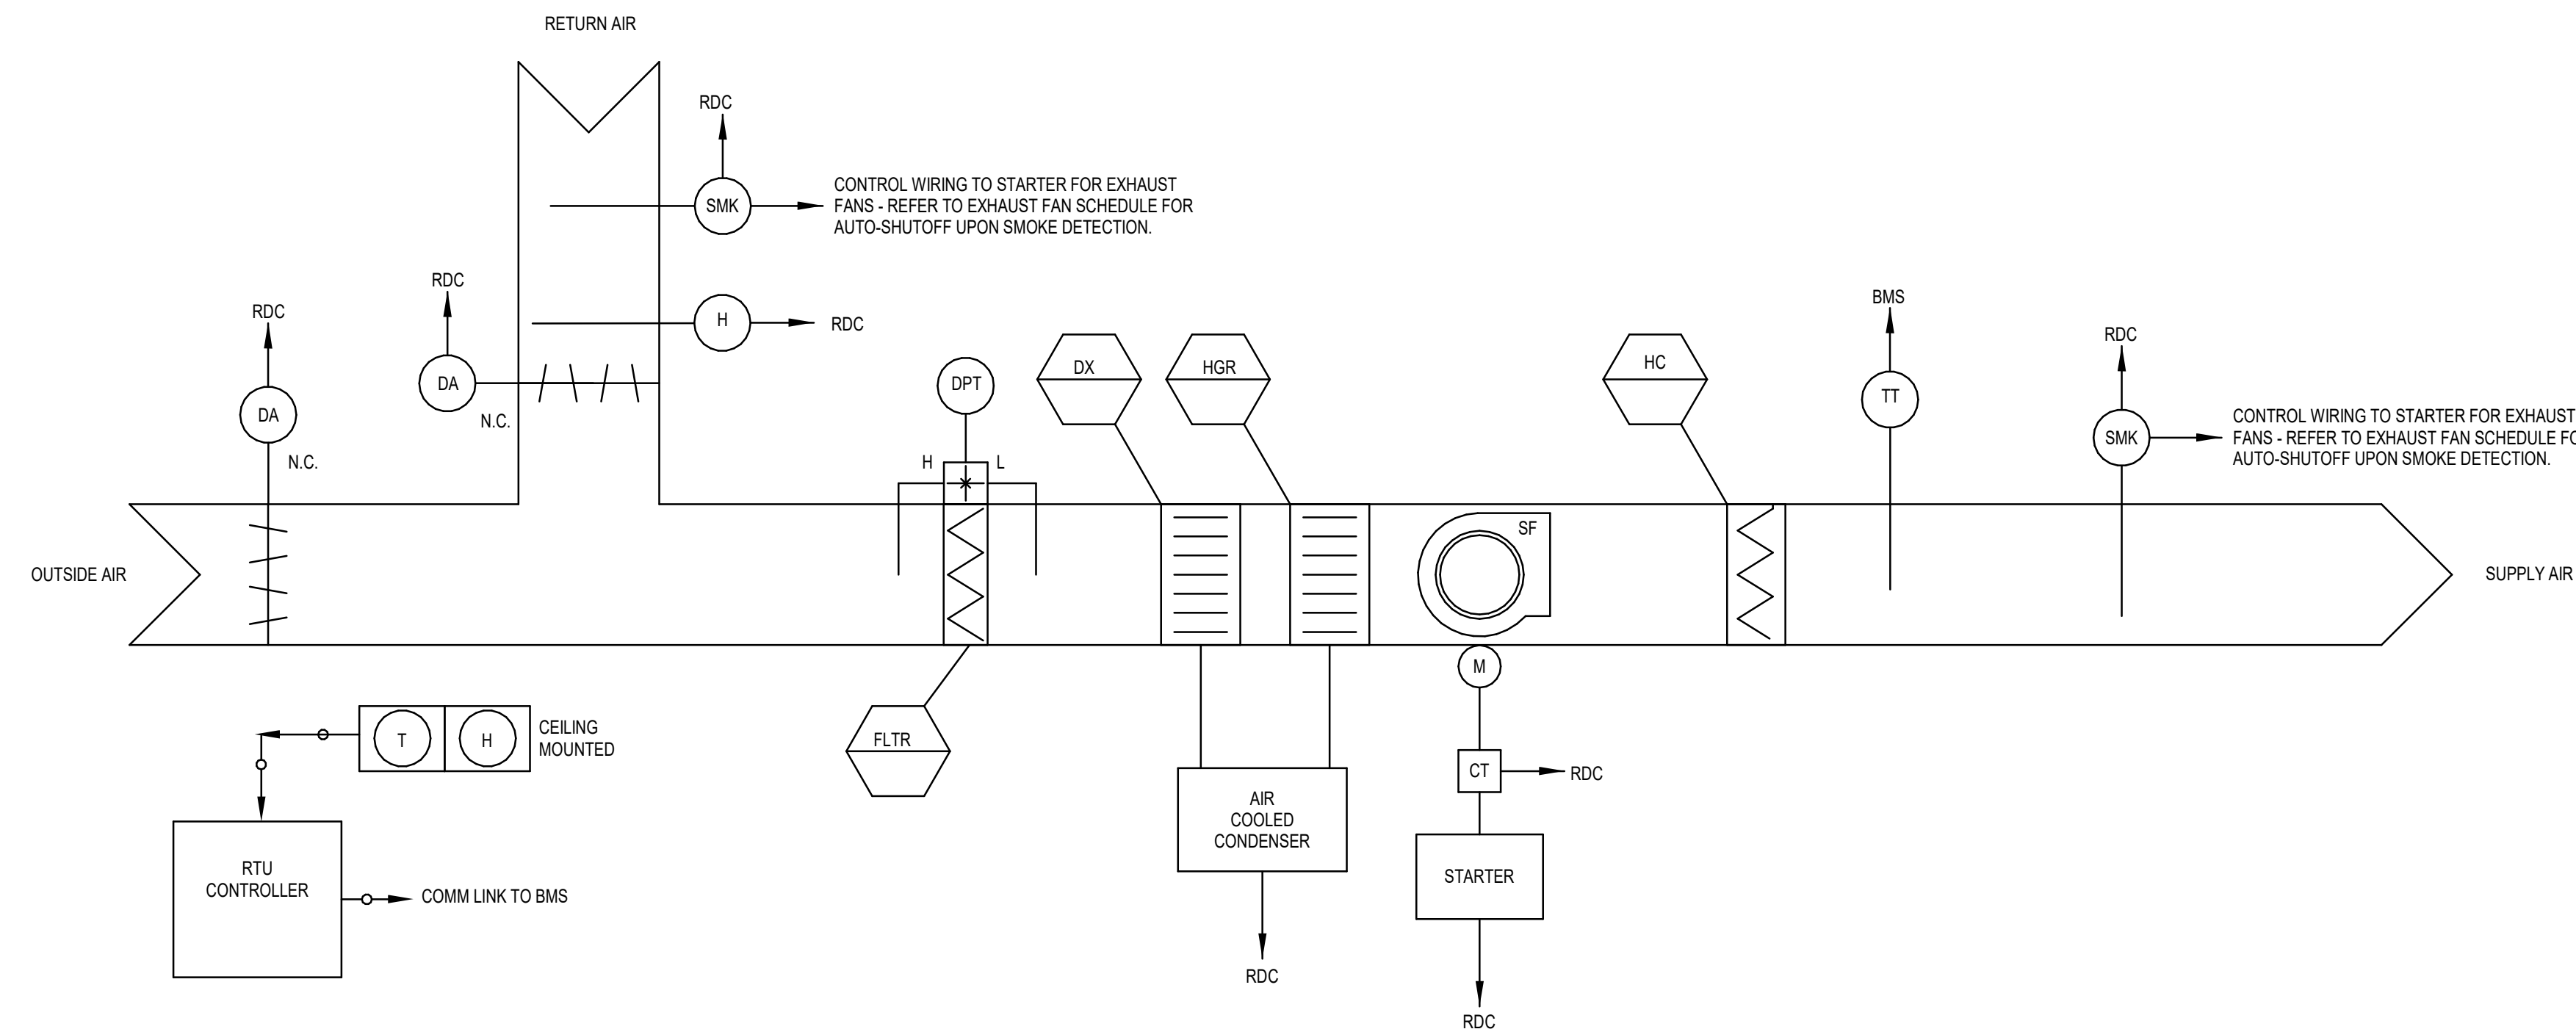 RETURN AIR
RDC
SMK
CONTROL WIRING TO STARTER FOR EXHAUST
FANS - REFER TO EXHAUST FAN SCHEDULE FOR
AUTO-SHUTOFF UPON SMOKE DETECTION.
RDC
RDC
H
RDC
DA
N.C.
DA
N.C.
DPT
H
L
DX
HGR
HC
BMS
TT
RDC
SMK
CONTROL WIRING TO STARTER FOR EXHAUST
FANS - REFER TO EXHAUST FAN SCHEDULE FO
AUTO-SHUTOFF UPON SMOKE DETECTION.
OUTSIDE AIR
SF
SUPPLY AIR
M
T
H
CEILING
MOUNTED
FLTR
CT
RDC
AIR
COOLED
CONDENSER
RTU
CONTROLLER
COMM LINK TO BMS
STARTER
RDC
RDC